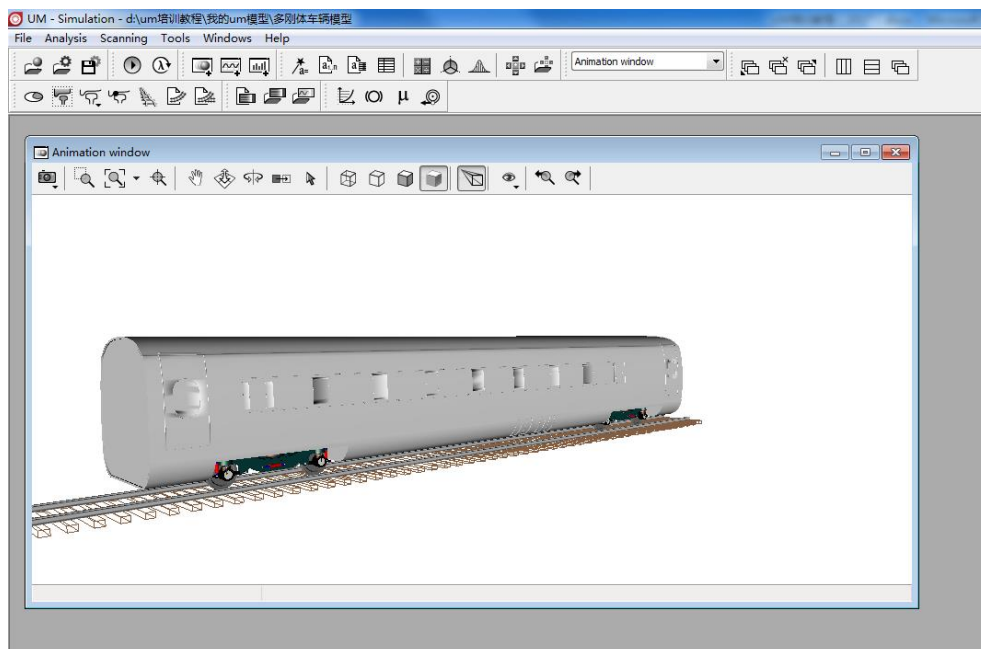 UM - Simulation - d:\um培训教程\我的um模型\多刚体车辆模型
File Analysis Scanning Tools Windows Help
Animation window
Animation window